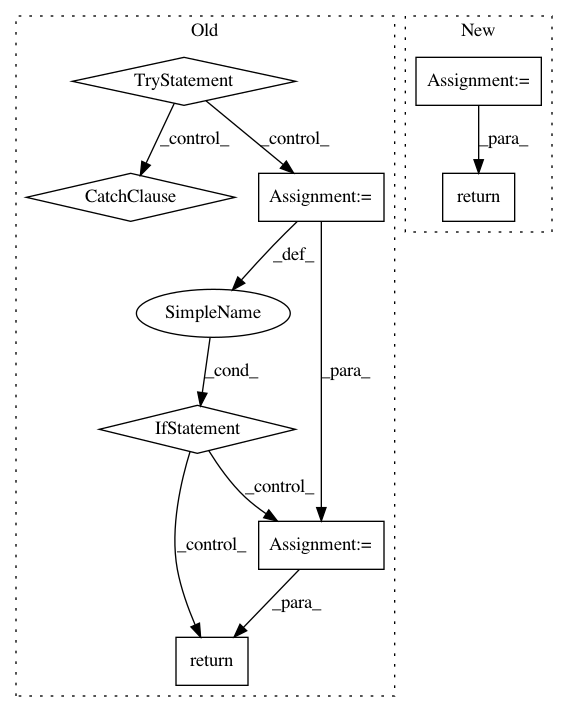 Old
New
TryStatement
Assignment:=
_control_
_control_
_para_
CatchClause
Assignment:=
return
_def_
SimpleName
_cond_
_para_
IfStatement
_control_
_control_
Assignment:=
_para_
return